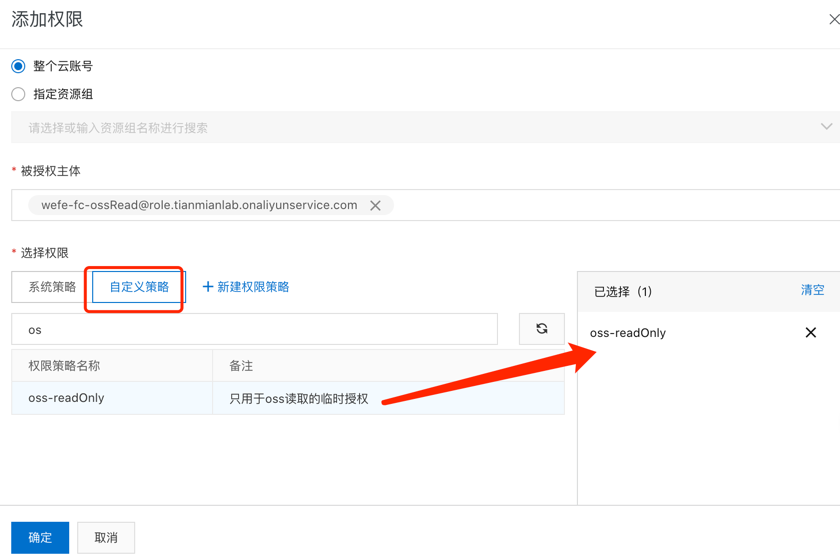 添加权限
整个云账号
指定资源组
请选择或输入资源组名称进行搜索
* 被授权主体
wefe-fc-ossRead@role.tianmianlab.onaliyunservice.com
* 选择权限
系统策略 自定义策略 + 新建权限策略
已选择 (1) 清空
os
oss-readOnly
权限策略名称 备注
oss-readOnly 只用于oss读取的临时授权
确定 取消